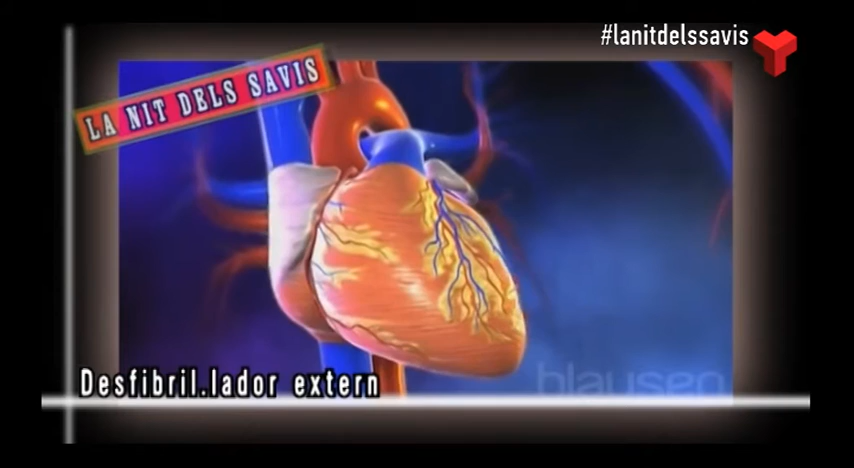 #lanitdelssavis
LA NIT DELS SAVIS
Desfibril.lador extern
blausen